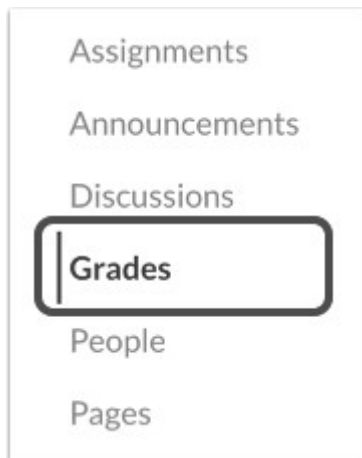 Assignments
Announcements
Discussions
Grades
People
Pages